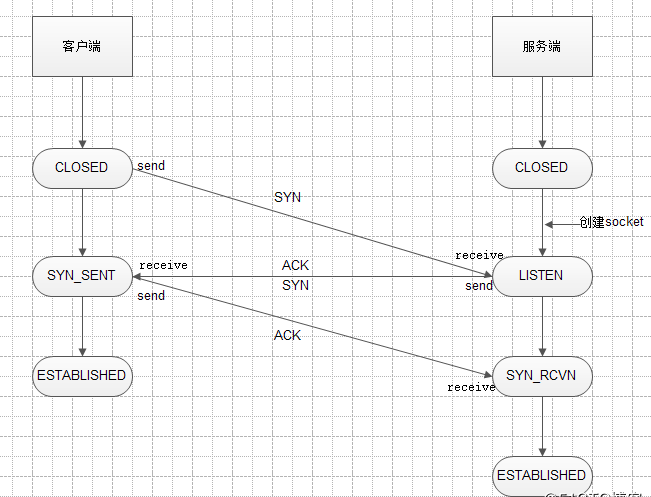 客户端
服务端
CLOSED
send
CLOSED
SYN
创建socket
receive
receive
ACK
SYN_SENT
LISTEN
SYN
send
send
ACK
ESTABLISHED
SYN_RCVN
receive
ESTABLISHED